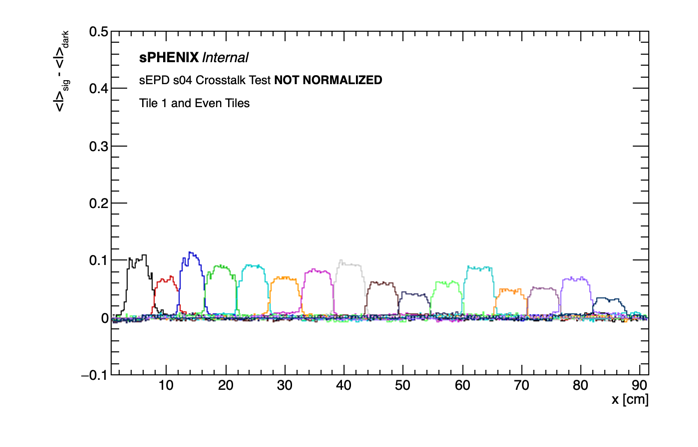 <I>sig - <I>dark
0.5
sPHENIX Internal
sEPD s04 Crosstalk Test NOT NORMALIZED
0.4
Tile 1 and Even Tiles
0.3
0.2
0.1
0
−0.1
10 20 30 40 50 60 70 80 90
x [cm]